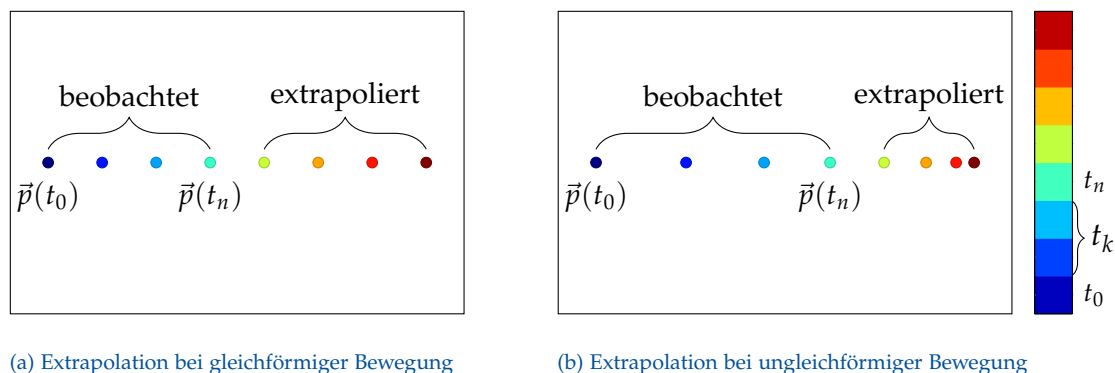 beobachtet
extrapoliert
p⃗(t₀)
p⃗(tₙ)
(a) Extrapolation bei gleichförmiger Bewegung
beobachtet
extrapoliert
p⃗(t₀)
p⃗(tₙ)
(b) Extrapolation bei ungleichförmiger Bewegung
tₙ
tₖ
t₀